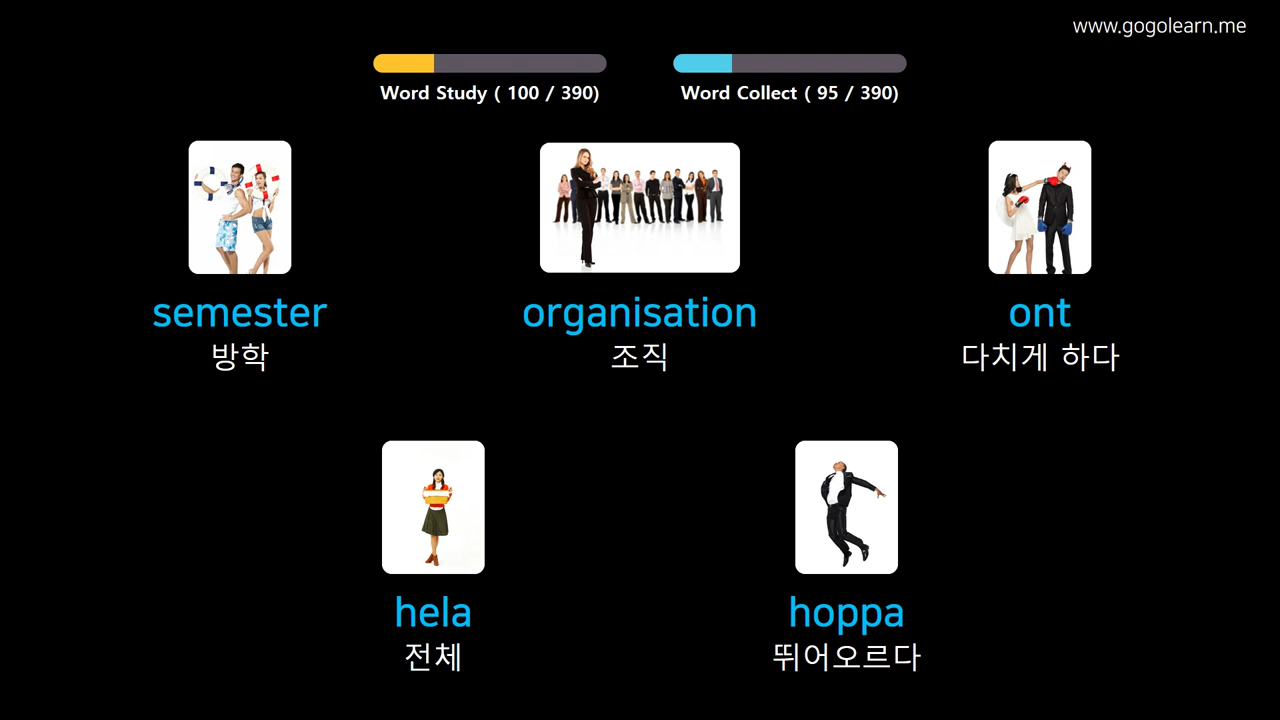 www.gogolearn.me
Word Study ( 100 / 390)
Word Collect ( 95 / 390)
semester
방학
organisation
조직
ont
다치게 하다
hela
전체
hoppa
뛰어오르다